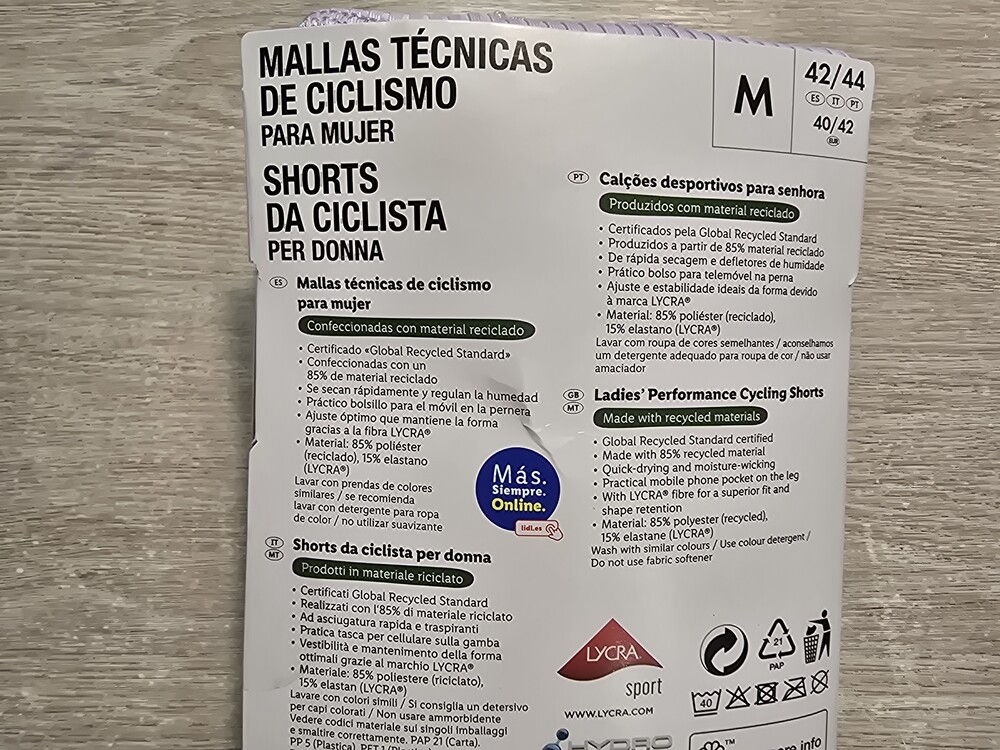 MALLAS TÉCNICAS
DE CICLISMO
PARA MUJER
SHORTS
DA CICLISTA
PER DONNA
M
42/44
ES IT PT
40/42
EUR
ES Mallas técnicas de ciclismo
para mujer
Confeccionadas con material reciclado
• Certificado «Global Recycled Standard»
• Confeccionadas con un
85% de material reciclado
• Se secan rápidamente y regulan la humedad
• Práctico bolsillo para el móvil en la pernera
• Ajuste óptimo que mantiene la forma
gracias a la fibra LYCRA®
• Material: 85% poliéster
(reciclado), 15% elastano
(LYCRA®)
Lavar con prendas de colores
similares / se recomienda
lavar con detergente para ropa
de color / no utilizar suavizante
Más.
Siempre.
Online.
lidl.es
IT MT Shorts da ciclista per donna
Prodotti in materiale riciclato
• Certificati Global Recycled Standard
• Realizzati con l'85% di materiale riciclato
• Ad asciugatura rapida e traspiranti
• Pratica tasca per cellulare sulla gamba
• Vestibilità e mantenimento della forma
ottimali grazie al marchio LYCRA®
• Materiale: 85% poliestere (riciclato),
15% elastan (LYCRA®)
Lavare con colori simili / Si consiglia un detersivo
per capi colorati / Non usare ammorbidente
Vedere codici materiale sui singoli imballaggi
e smaltire correttamente. PAP 21 (Carta).
PP 5 (Plastica), PET 1
PT Calções desportivos para senhora
Produzidos com material reciclado
• Certificados pela Global Recycled Standard
• Produzidos a partir de 85% material reciclado
• De rápida secagem e defletores de humidade
• Prático bolso para telemóvel na perna
• Ajuste e estabilidade ideais da forma devido
à marca LYCRA®
• Material: 85% poliéster (reciclado),
15% elastano (LYCRA®)
Lavar com roupa de cores semelhantes / aconselhamos
um detergente adequado para roupa de cor / não usar
amaciador
GB MT Ladies' Performance Cycling Shorts
Made with recycled materials
• Global Recycled Standard certified
• Made with 85% recycled material
• Quick-drying and moisture-wicking
• Practical mobile phone pocket on the leg
• With LYCRA® fibre for a superior fit and
shape retention
• Material: 85% polyester (recycled),
15% elastane (LYCRA®)
Wash with similar colours / Use colour detergent /
Do not use fabric softener
LYCRA
sport
WWW.LYCRA.COM
21
PAP
40
HYDRO
TM
more info